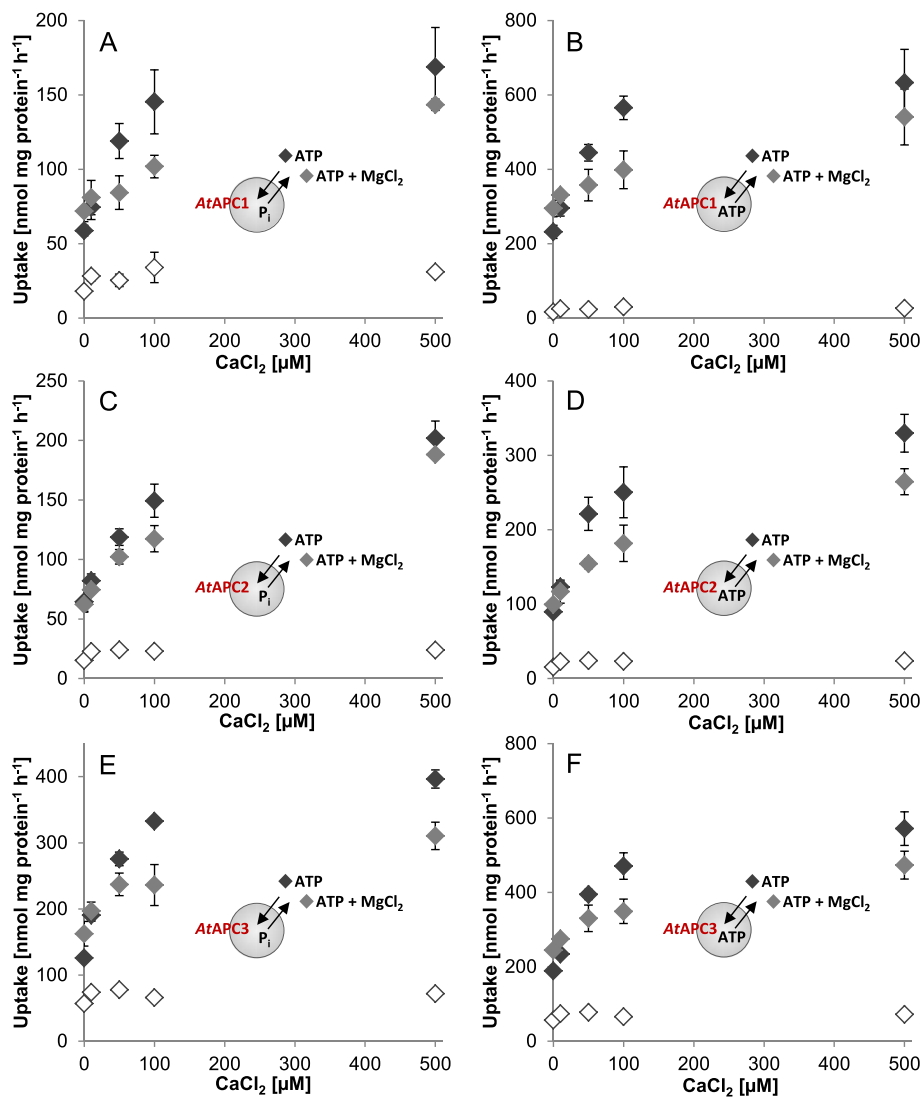 A
Uptake [nmol mg protein⁻¹ h⁻¹]
200
150
100
50
0
ATP
ATP + MgCl₂
AtAPC1
Pᵢ
0 100 200 300 400 500
CaCl₂ [µM]
B
Uptake [nmol mg protein⁻¹ h⁻¹]
800
600
400
200
0
ATP
ATP + MgCl₂
AtAPC1
ATP
0 100 200 300 400 500
CaCl₂ [µM]
C
Uptake [nmol mg protein⁻¹ h⁻¹]
250
200
150
100
50
0
ATP
ATP + MgCl₂
AtAPC2
Pᵢ
0 100 200 300 400 500
CaCl₂ [µM]
D
Uptake [nmol mg protein⁻¹ h⁻¹]
400
300
200
100
0
ATP
ATP + MgCl₂
AtAPC2
ATP
0 100 200 300 400 500
CaCl₂ [µM]
E
Uptake [nmol mg protein⁻¹ h⁻¹]
400
300
200
100
0
ATP
ATP + MgCl₂
AtAPC3
Pᵢ
0 100 200 300 400 500
CaCl₂ [µM]
F
Uptake [nmol mg protein⁻¹ h⁻¹]
800
600
400
200
0
ATP
ATP + MgCl₂
AtAPC3
ATP
0 100 200 300 400 500
CaCl₂ [µM]